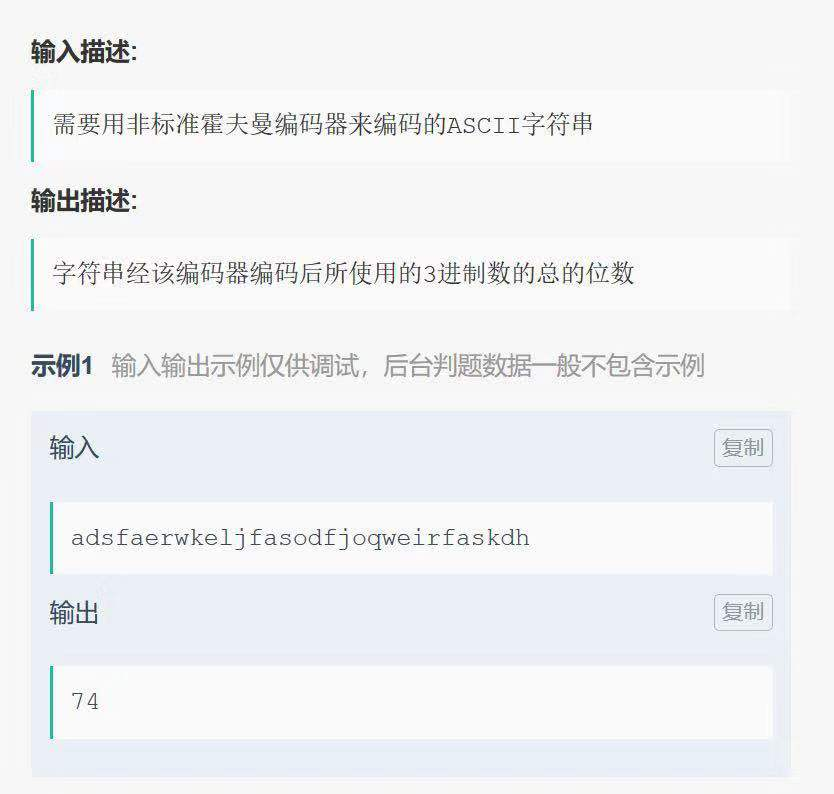 输入描述:
需要用非标准霍夫曼编码器来编码的ASCII字符串
输出描述:
字符串经该编码器编码后所使用的3进制数的总的位数
示例1 输入输出示例仅供调试，后台判题数据一般不包含示例
输入 复制
adsfaerwkeljfasodfjoqweirfaskdh
输出 复制
74